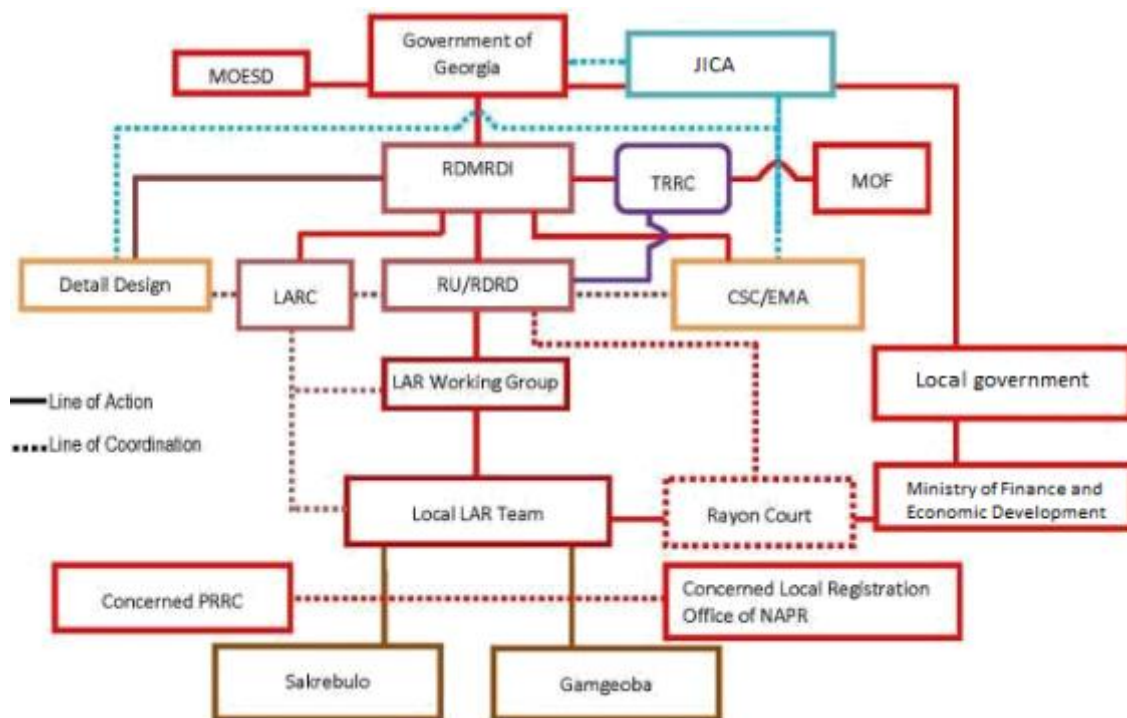 Government of
Georgia
JICA
MOESD
RDMRDI
TRRC
MOF
Detail Design
LARC
RU/RDRD
CSC/EMA
LAR Working Group
Local government
Line of Action
Line of Coordination
Local LAR Team
Rayon Court
Ministry of Finance and
Economic Development
Concerned PRRC
Concerned Local Registration
Office of NAPR
Sakrebulo
Gamgeoba